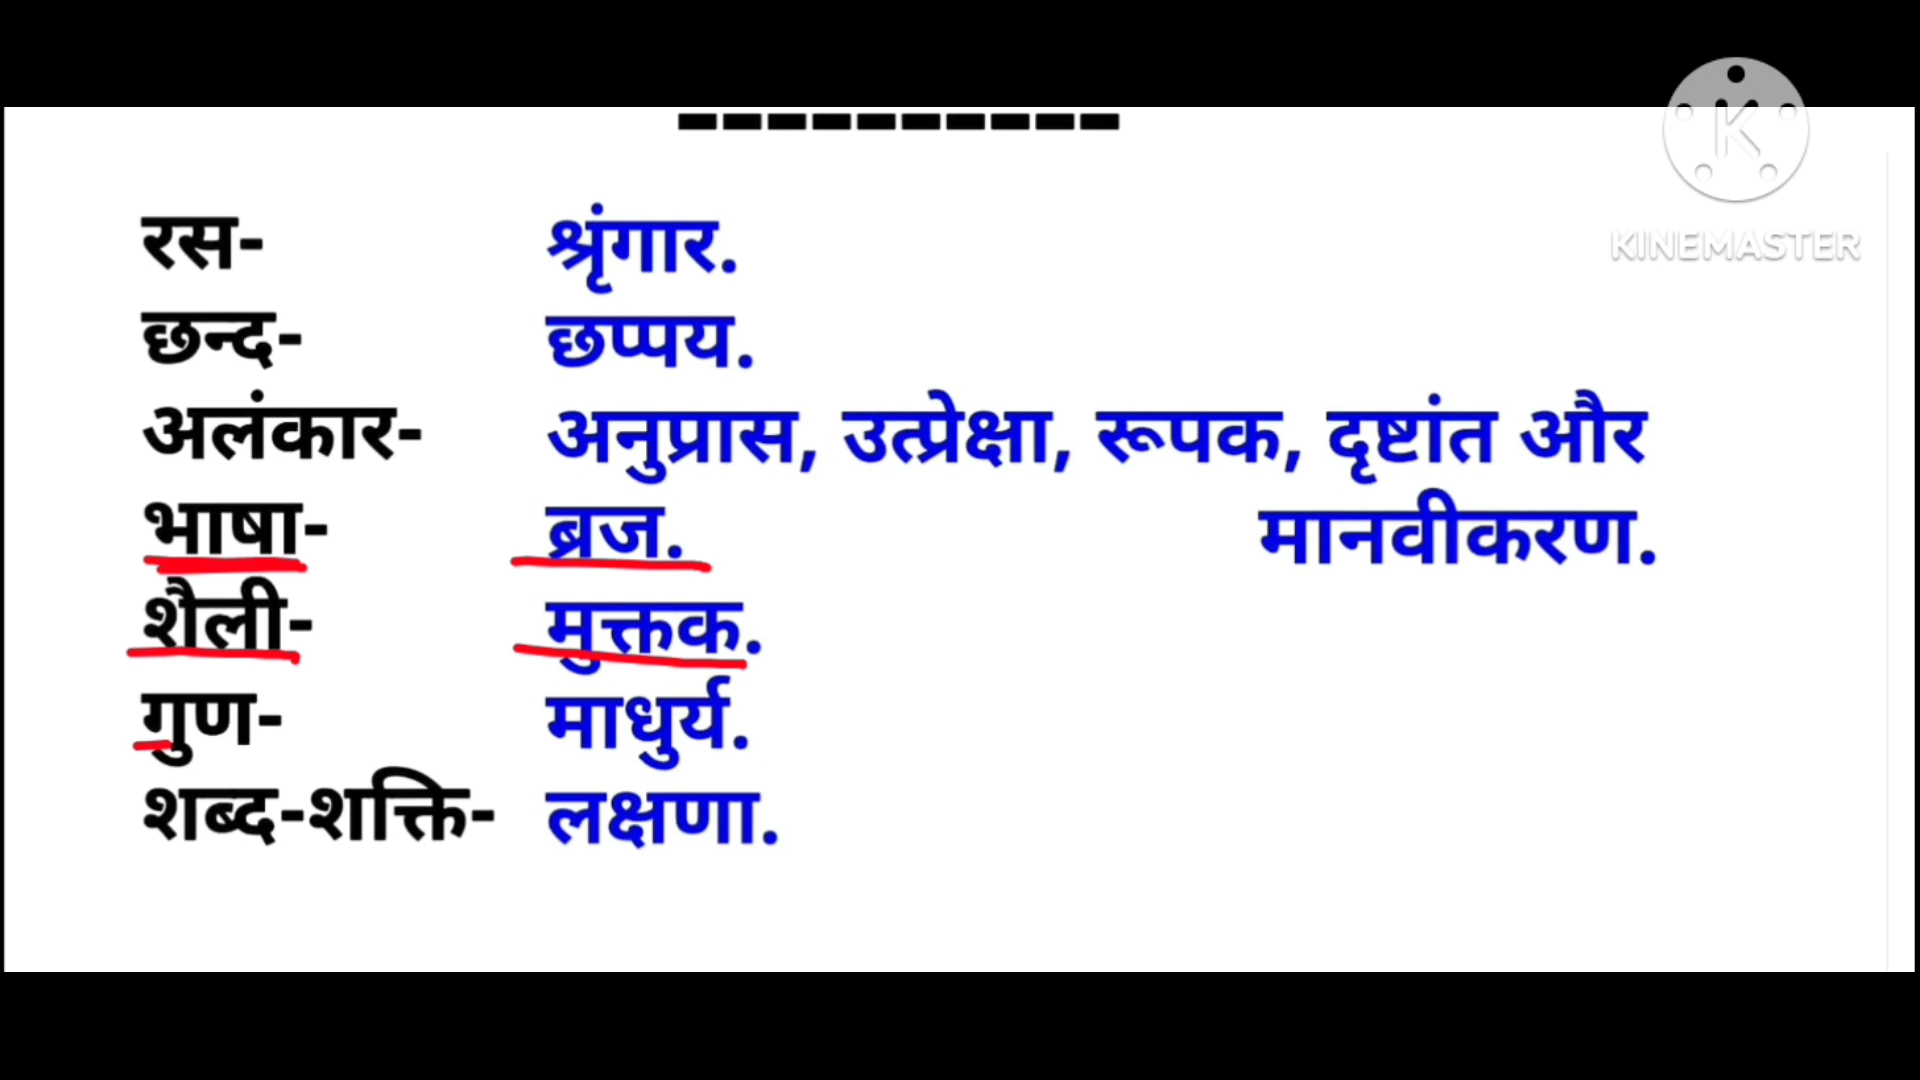 KINEMASTER
रस- श्रृंगार.
छन्द- छप्पय.
अलंकार- अनुप्रास, उत्प्रेक्षा, रूपक, दृष्टांत और
मानवीकरण.
भाषा- ब्रज.
शैली- मुक्तक.
गुण- माधुर्य.
शब्द-शक्ति- लक्षणा.